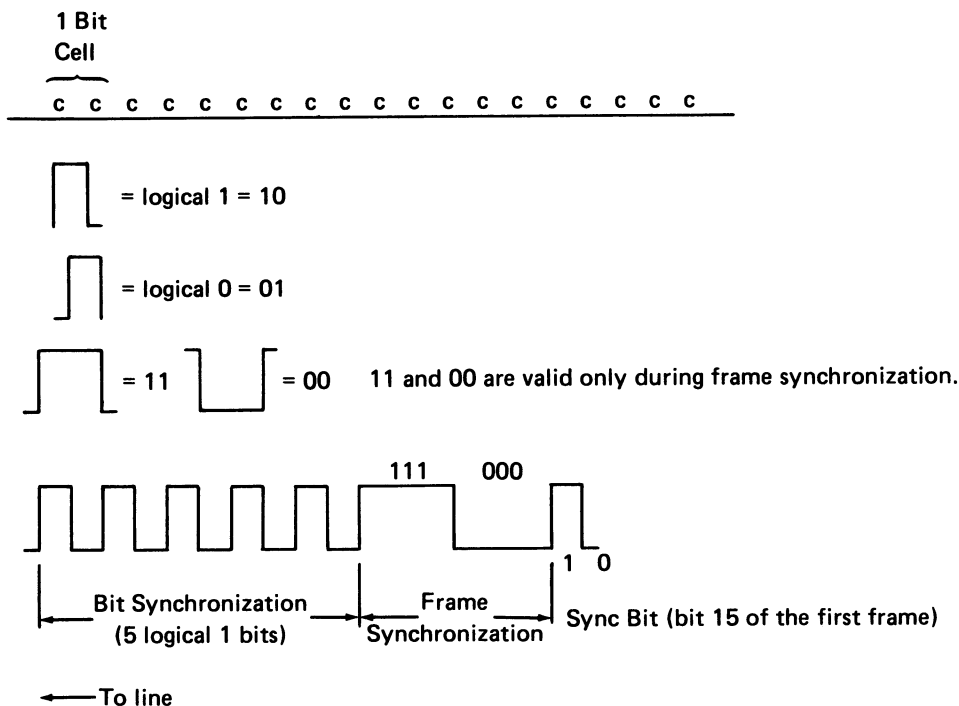 1 Bit
Cell
c c c c c c c c c c c c c c c c c c c
= logical 1 = 10
= logical 0 = 01
= 11 = 00 11 and 00 are valid only during frame synchronization.
111 000
1 0
Bit Synchronization
(5 logical 1 bits)
Frame
Synchronization
Sync Bit (bit 15 of the first frame)
To line